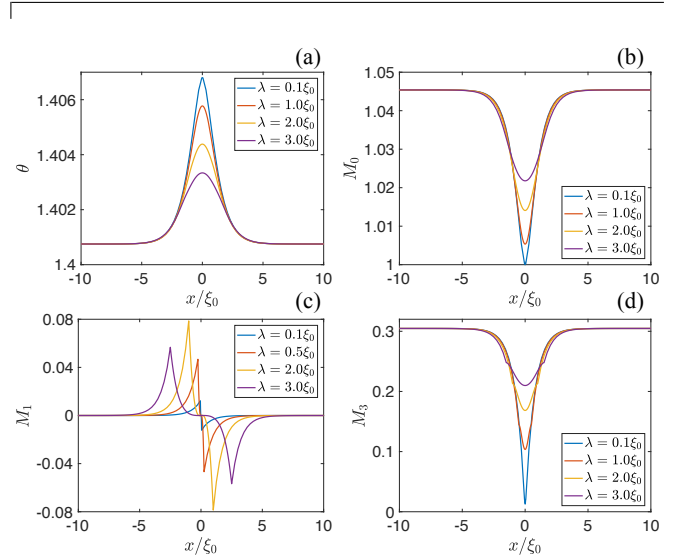 (a)
1.406
1.404
1.402
1.4
θ
-10 -5 0 5 10
x/ξ0
λ = 0.1ξ0
λ = 1.0ξ0
λ = 2.0ξ0
λ = 3.0ξ0
(b)
1.05
1.04
1.03
1.02
1.01
1
M0
-10 -5 0 5 10
x/ξ0
λ = 0.1ξ0
λ = 1.0ξ0
λ = 2.0ξ0
λ = 3.0ξ0
(c)
0.08
0.04
0
-0.04
-0.08
M1
-10 -5 0 5 10
x/ξ0
λ = 0.1ξ0
λ = 0.5ξ0
λ = 2.0ξ0
λ = 3.0ξ0
(d)
0.3
0.2
0.1
0
M3
-10 -5 0 5 10
x/ξ0
λ = 0.1ξ0
λ = 1.0ξ0
λ = 2.0ξ0
λ = 3.0ξ0